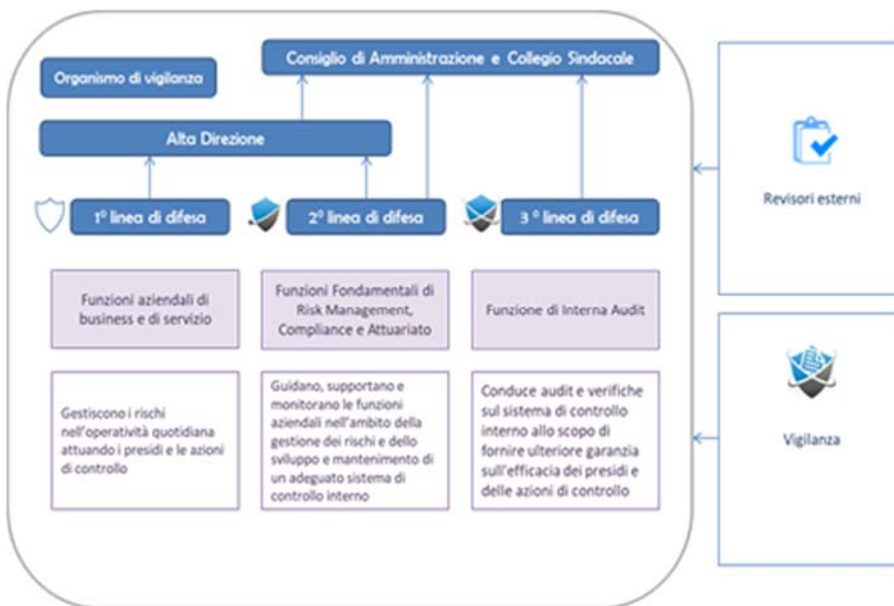 Consiglio di Amministrazione e Collegio Sindacale
Organismo di vigilanza
Alta Direzione
1° linea di difesa
2° linea di difesa
3 ° linea di difesa
Funzioni aziendali di
business e di servizio
Funzioni Fondamentali di
Risk Management,
Compliance e Attuariato
Funzione di Interna Audit
Gestiscono i rischi
nell'operatività quotidiana
attuando i presidi e le azioni
di controllo
Guidano, supportano e
monitorano le funzioni
aziendali nell'ambito della
gestione dei rischi e dello
sviluppo e mantenimento di
un adeguato sistema di
controllo interno
Conduce audit e verifiche
sul sistema di controllo
interno allo scopo di
fornire ulteriore garanzia
sull'efficacia dei presidi e
delle azioni di controllo
Revisori esterni
Vigilanza